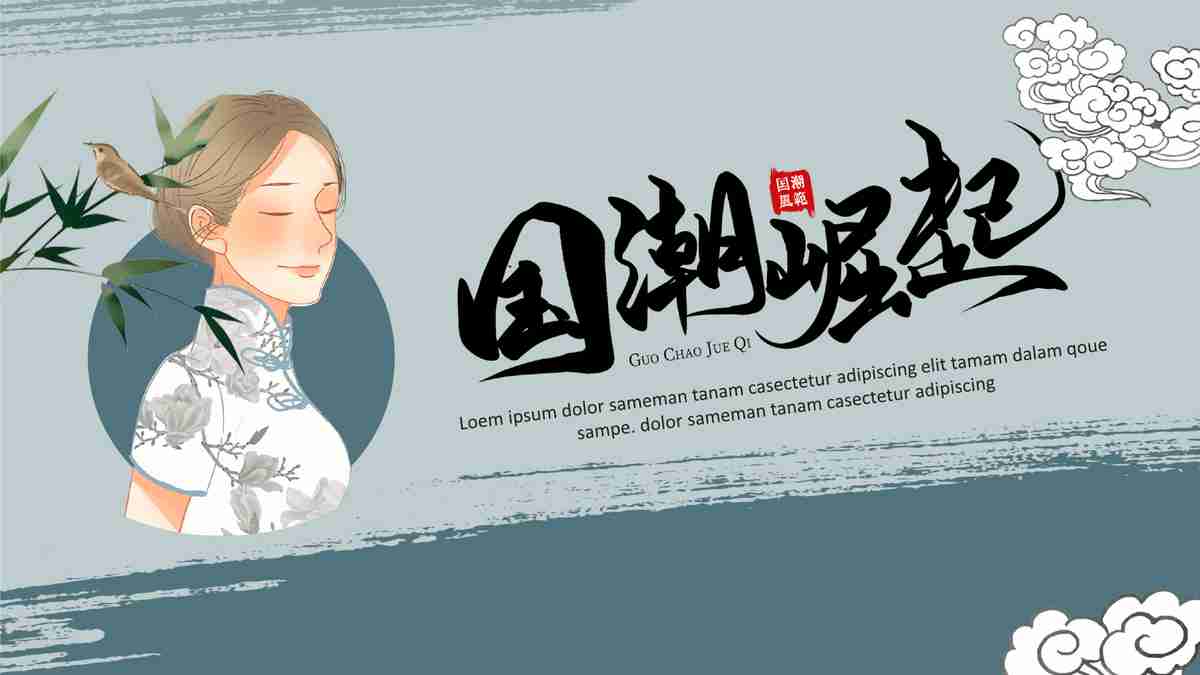 国潮崛起
国潮
風範
GUO CHAO JUE QI
Loem ipsum dolor sameman tanam casectetur adipiscing elit tamam dalam qoue
sampe. dolor sameman tanam casectetur adipiscing